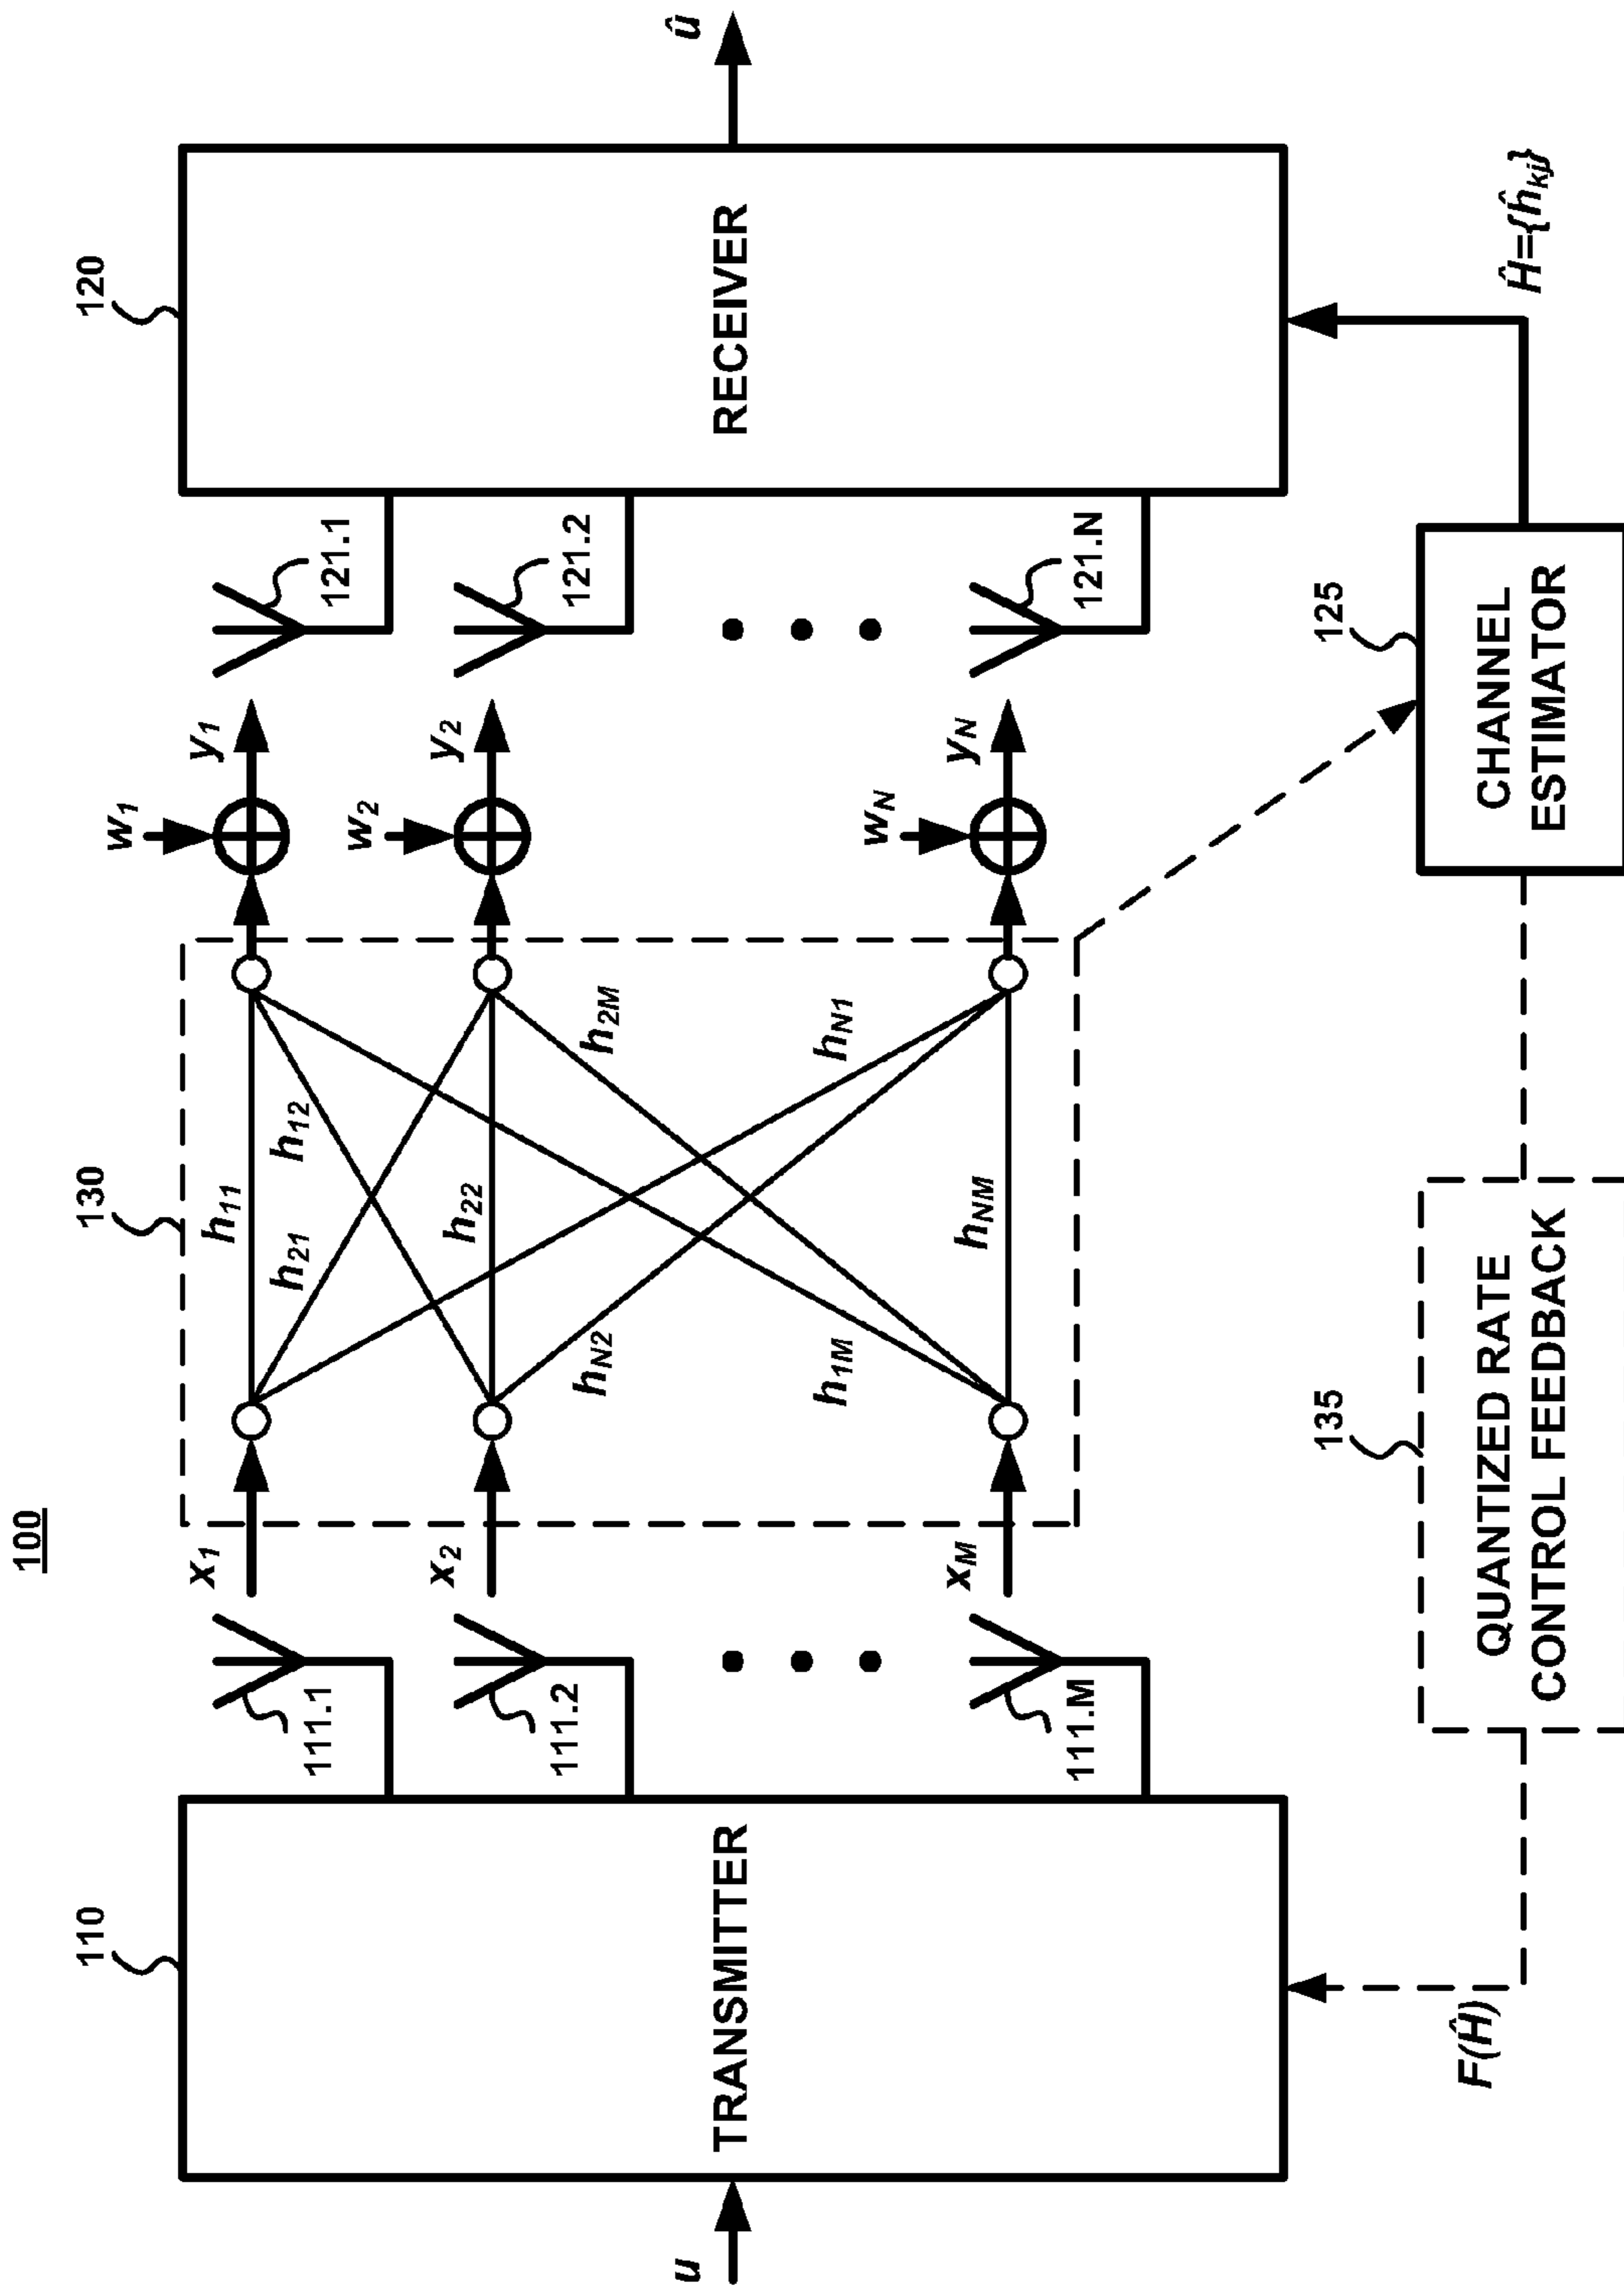 100
110
130
120
u
TRANSMITTER
111.1
111.2
111.M
x1
x2
xM
h11
h21
h12
h22
h2M
hN2
h1M
hN1
hNM
w1
w2
wN
y1
y2
yN
121.1
121.2
121.N
RECEIVER
û
F(Ĥ)
135
QUANTIZED RATE
CONTROL FEEDBACK
125
CHANNEL
ESTIMATOR
Ĥ={ĥkj}